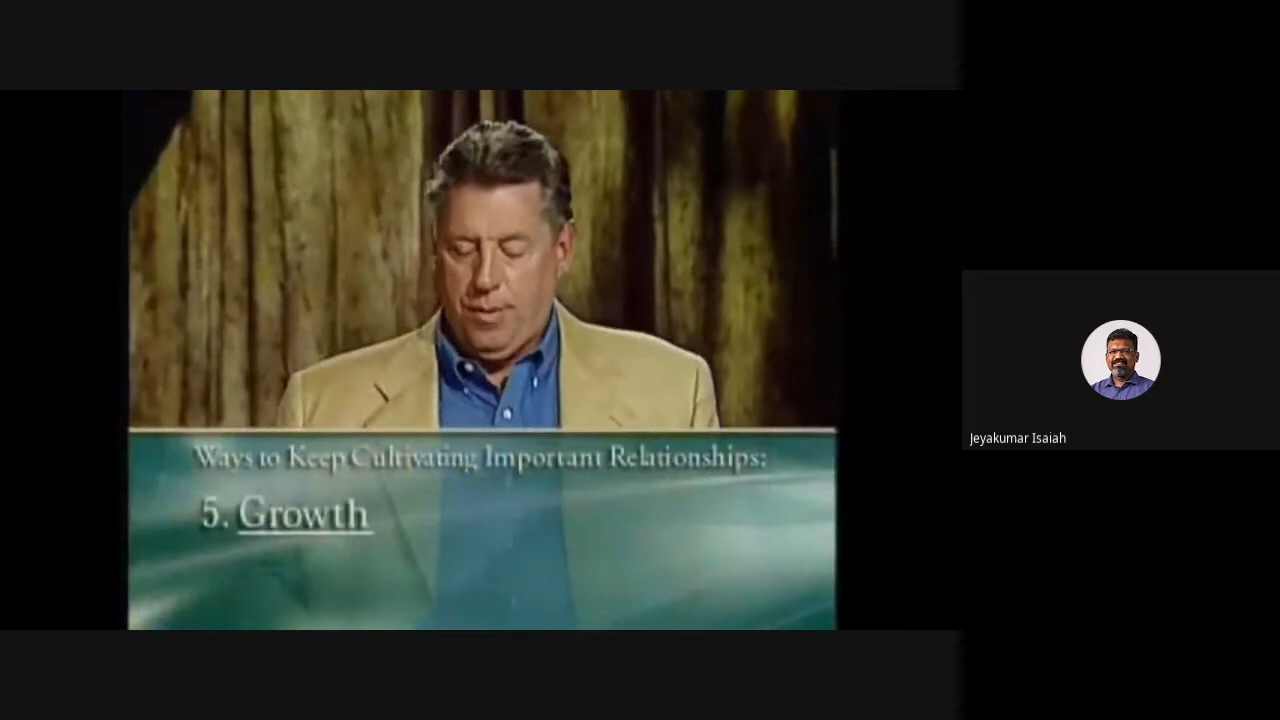 Ways to Keep Cultivating Important Relationships:
5. Growth
Jeyakumar Isaiah